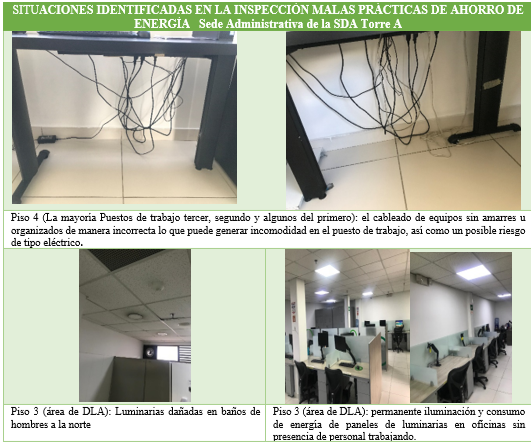 SITUACIONES IDENTIFICADAS EN LA INSPECCIÓN MALAS PRÁCTICAS DE AHORRO DE
ENERGÍA Sede Administrativa de la SDA Torre A
Piso 4 (La mayoría Puestos de trabajo tercer, segundo y algunos del primero): el cableado de equipos sin amarres u
organizados de manera incorrecta lo que puede generar incomodidad en el puesto de trabajo, así como un posible riesgo
de tipo eléctrico.
Piso 3 (área de DLA): Luminarias dañadas en baños de
hombres a la norte
Piso 3 (área de DLA): permanente iluminación y consumo
de energía de paneles de luminarias en oficinas sin
presencia de personal trabajando.